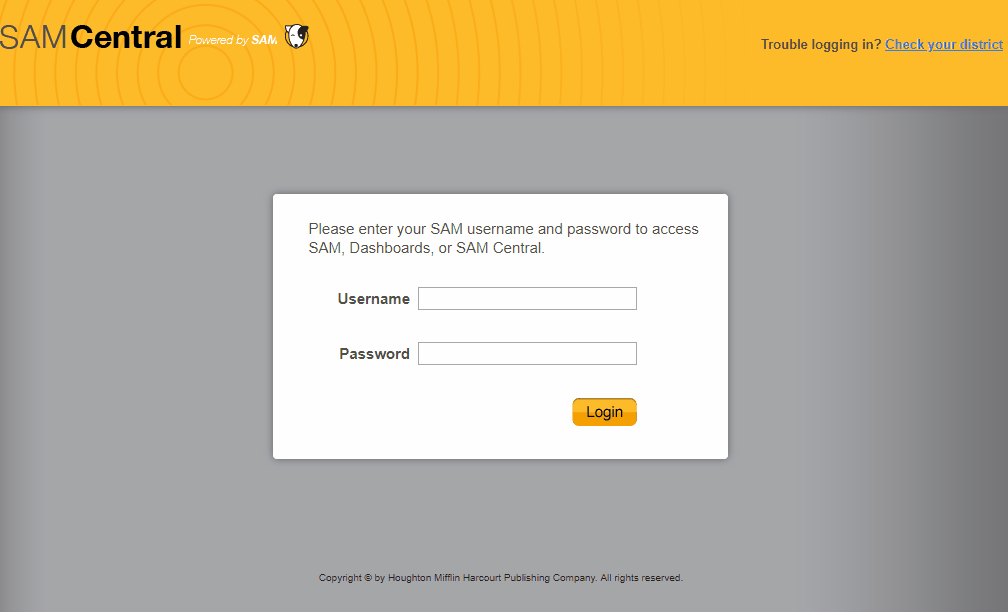 SAMCentral Powered by SAM
Trouble logging in? Check your district
Please enter your SAM username and password to access
SAM, Dashboards, or SAM Central.
Username
Password
Login
Copyright © by Houghton Mifflin Harcourt Publishing Company. All rights reserved.